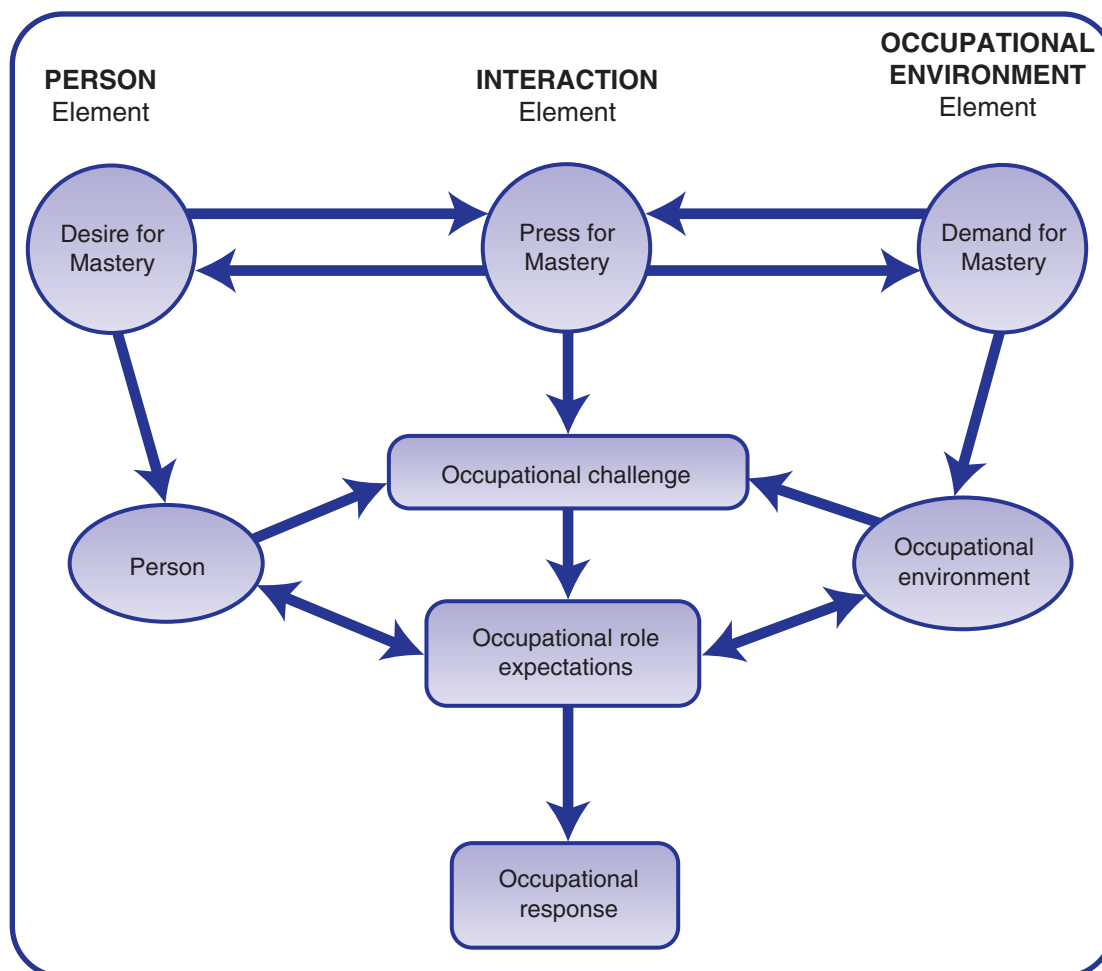 PERSON
Element
INTERACTION
Element
OCCUPATIONAL
ENVIRONMENT
Element
Desire for
Mastery
Press for
Mastery
Demand for
Mastery
Occupational challenge
Person
Occupational
environment
Occupational role
expectations
Occupational
response